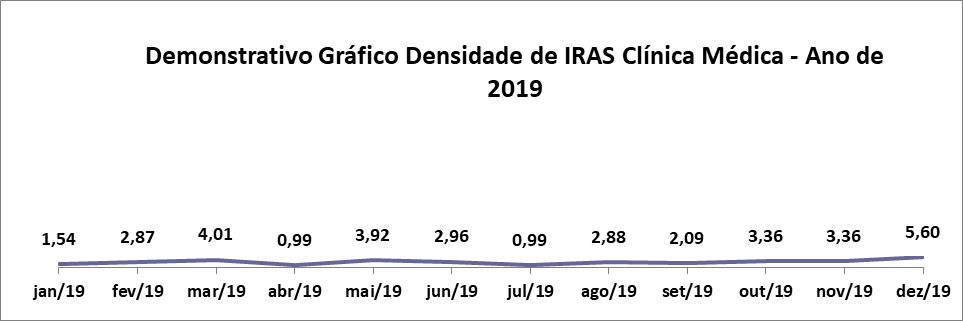 Demonstrativo Gráfico Densidade de IRAS Clínica Médica - Ano de
2019
1,54 2,87 4,01 0,99 3,92 2,96 0,99 2,88 2,09 3,36 3,36 5,60
jan/19 fev/19 mar/19 abr/19 mai/19 jun/19 jul/19 ago/19 set/19 out/19 nov/19 dez/19